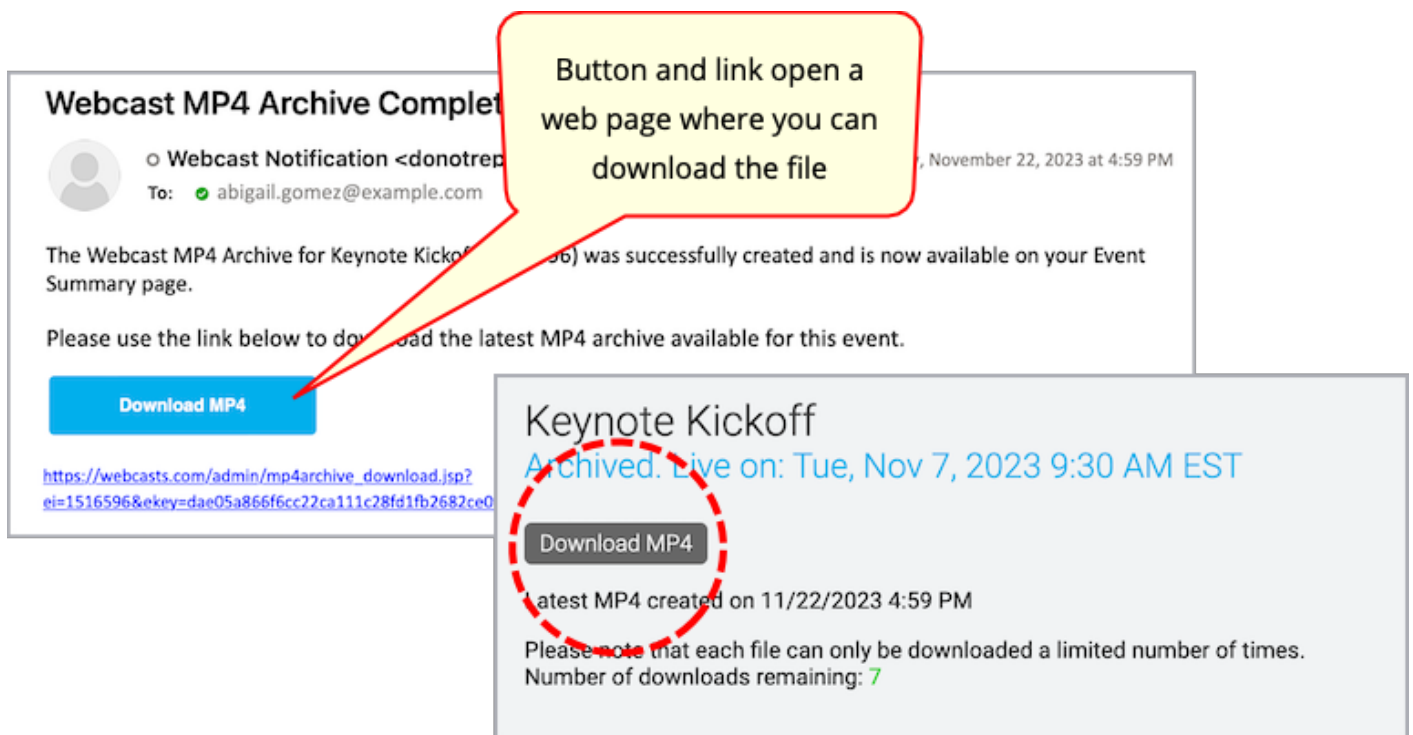 Button and link open a
web page where you can
download the file
Webcast MP4 Archive
Webcast Notification
, November 22, 2023 at 4:59 PM
To: abigail.gomez@example.com
The Webcast MP4 Archive for Keynote 96) was successfully created and is now available on your Event
Summary page.
Please use the link below to the latest MP4 archive available for this event.
Download MP4
https://webcasts.com/admin/mp4archive_download.jsp?
ei=1516596&ekey=dae05a866f6cc22ca111c28fd1fb2682ce0
Keynote Kickoff
Archived. Live on: Tue, Nov 7, 2023 9:30 AM EST
Download MP4
Latest MP4 created on 11/22/2023 4:59 PM
Please note that each file can only be downloaded a limited number of times.
Number of downloads remaining: 7